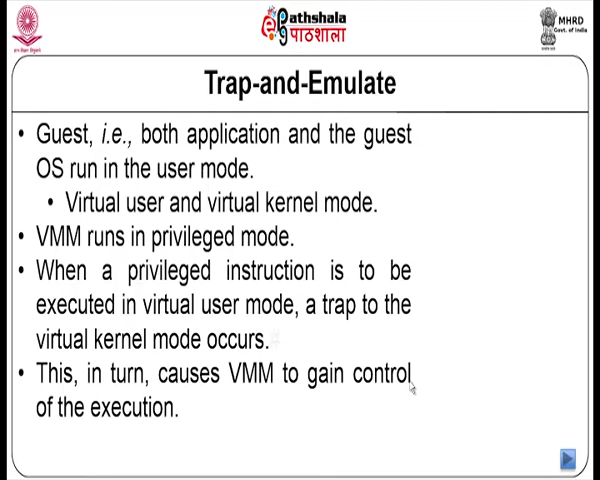 Pathshala
पाठशाला
MHRD
Govt. of India
Trap-and-Emulate
• Guest, i.e., both application and the guest
OS run in the user mode.
• Virtual user and virtual kernel mode.
• VMM runs in privileged mode.
• When a privileged instruction is to be
executed in virtual user mode, a trap to the
virtual kernel mode occurs.
• This, in turn, causes VMM to gain control
of the execution.